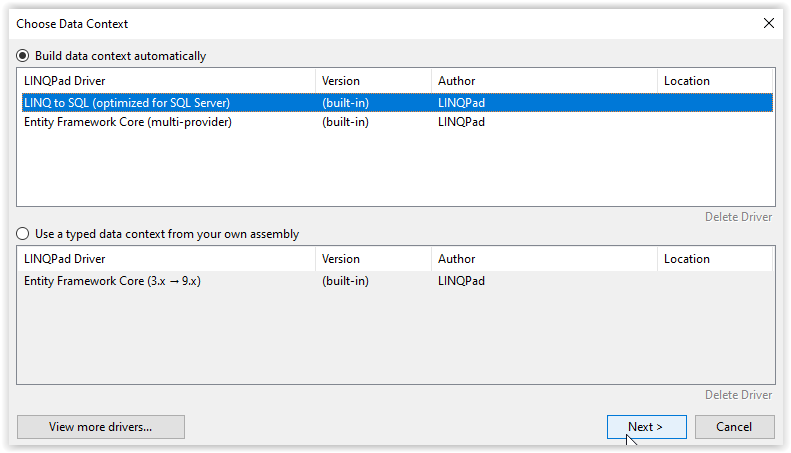 Choose Data Context
Build data context automatically
LINQPad Driver Version Author Location
LINQ to SQL (optimized for SQL Server) (built-in) LINQPad
Entity Framework Core (multi-provider) (built-in) LINQPad
Delete Driver
Use a typed data context from your own assembly
LINQPad Driver Version Author Location
Entity Framework Core (3.x → 9.x) (built-in) LINQPad
Delete Driver
View more drivers... Next > Cancel